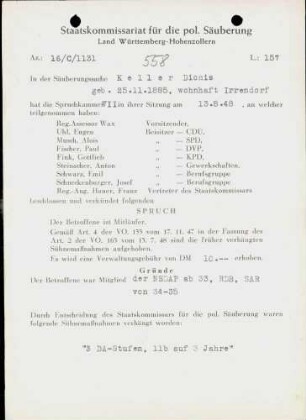 Staatskommissariat für die pol. Säuberung
Land Württemberg-Hohenzollern
Az.: 16/C/1131 558 L: 157
In der Säuberungssache Keller Dionis
geb. 25.11.1885, wohnhaft Irrendorf
hat die Spruchkammer VII in ihrer Sitzung am 13.8.48, an welcher
teilgenommen haben:
Reg.Assessor Wax Vorsitzender,
Uhl, Eugen Beisitzer — CDU,
Munch, Alois „ — SPD,
Fischer, Paul „ — DVP,
Fink, Gottlieb „ — KPD,
Steinacher, Anton „ — Gewerkschaften,
Schwarz, Emil „ — Berufsgruppe
Schneckenburger, Josef „ — Berufsgruppe
Reg.-Ang. Hauer, Franz Vertreter des Staatskommissars
beschlossen und verkündet folgenden
SPRUCH
Der Betroffene ist Mitläufer.
Gemäß Art. 4 der VO. 133 vom 17. 11. 47 in der Fassung des
Art. 2 der VO. 165 vom 13. 7. 48 sind die früher verhängten
Sühnemaßnahmen aufgehoben.
Es wird eine Verwaltungsgebühr von DM 10.-- erhoben.
Gründe
Der Betroffene war Mitglied der NSDAP ab 33, RDB, SAR
von 34-35
Durch Entscheidung des Staatskommissars für die pol. Säuberung waren
folgende Sühnemaßnahmen verhängt worden:
"3 DA-Stufen, 11b auf 2 Jahre"